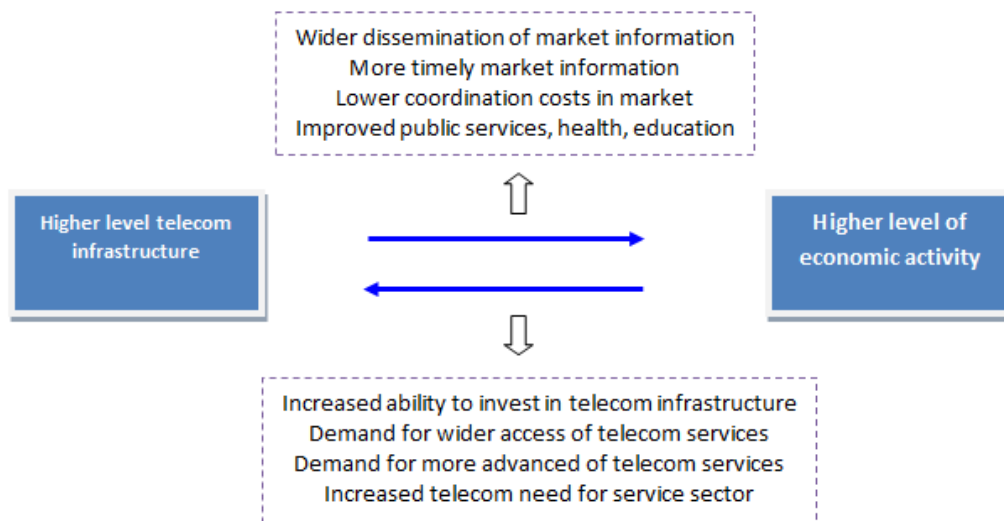 Wider dissemination of market information
More timely market information
Lower coordination costs in market
Improved public services, health, education
Higher level telecom
infrastructure
Higher level of
economic activity
Increased ability to invest in telecom infrastructure
Demand for wider access of telecom services
Demand for more advanced of telecom services
Increased telecom need for service sector